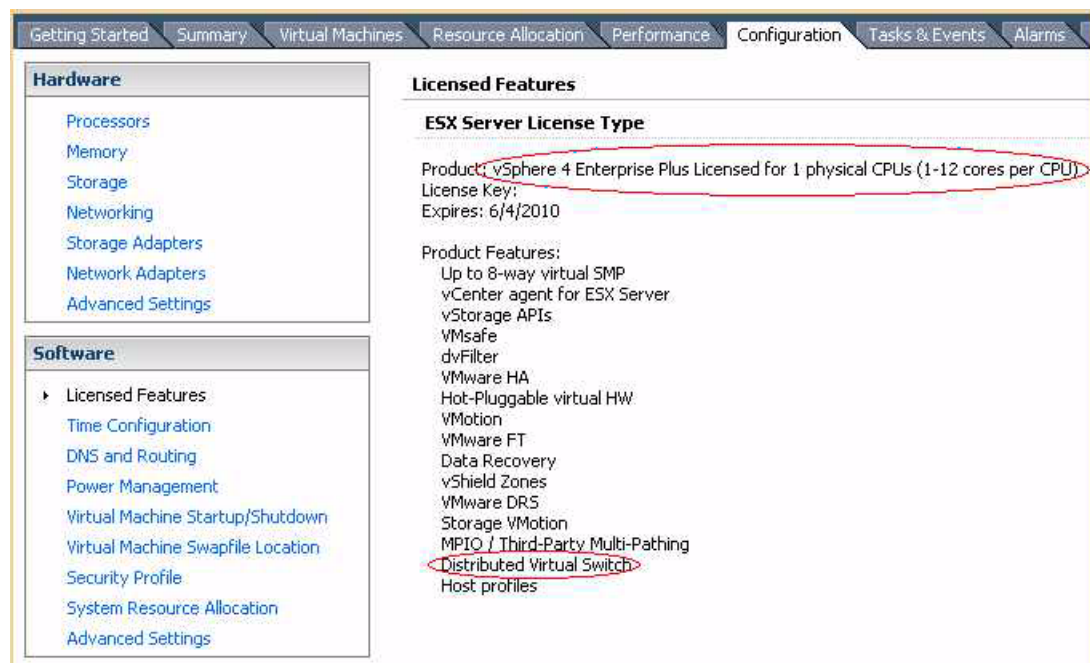 Getting Started Summary Virtual Machines Resource Allocation Performance Configuration Tasks & Events Alarms
Hardware
Processors
Memory
Storage
Networking
Storage Adapters
Network Adapters
Advanced Settings
Software
Licensed Features
Time Configuration
DNS and Routing
Power Management
Virtual Machine Startup/Shutdown
Virtual Machine Swapfile Location
Security Profile
System Resource Allocation
Advanced Settings
Licensed Features
ESX Server License Type
Product: vSphere 4 Enterprise Plus Licensed for 1 physical CPUs (1-12 cores per CPU)
License Key:
Expires: 6/4/2010
Product Features:
Up to 8-way virtual SMP
vCenter agent for ESX Server
vStorage APIs
VMsafe
dvFilter
VMware HA
Hot-Pluggable virtual HW
VMotion
VMware FT
Data Recovery
vShield Zones
VMware DRS
Storage VMotion
MPIO / Third-Party Multi-Pathing
Distributed Virtual Switch
Host profiles